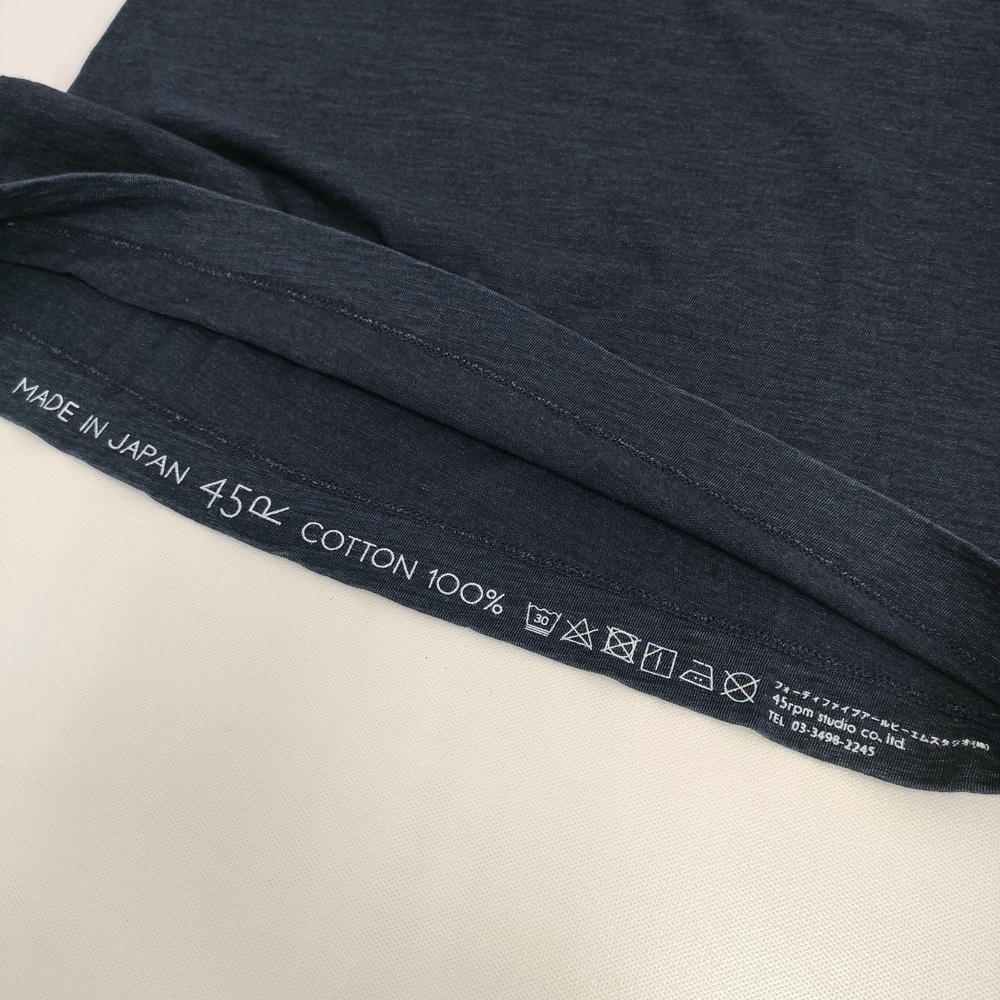 MADE IN JAPAN 45R COTTON 100%
30
フォーティファイブアールピーエムスタジオ(株)
45rpm studio co., ltd.
TEL 03-3498-2245